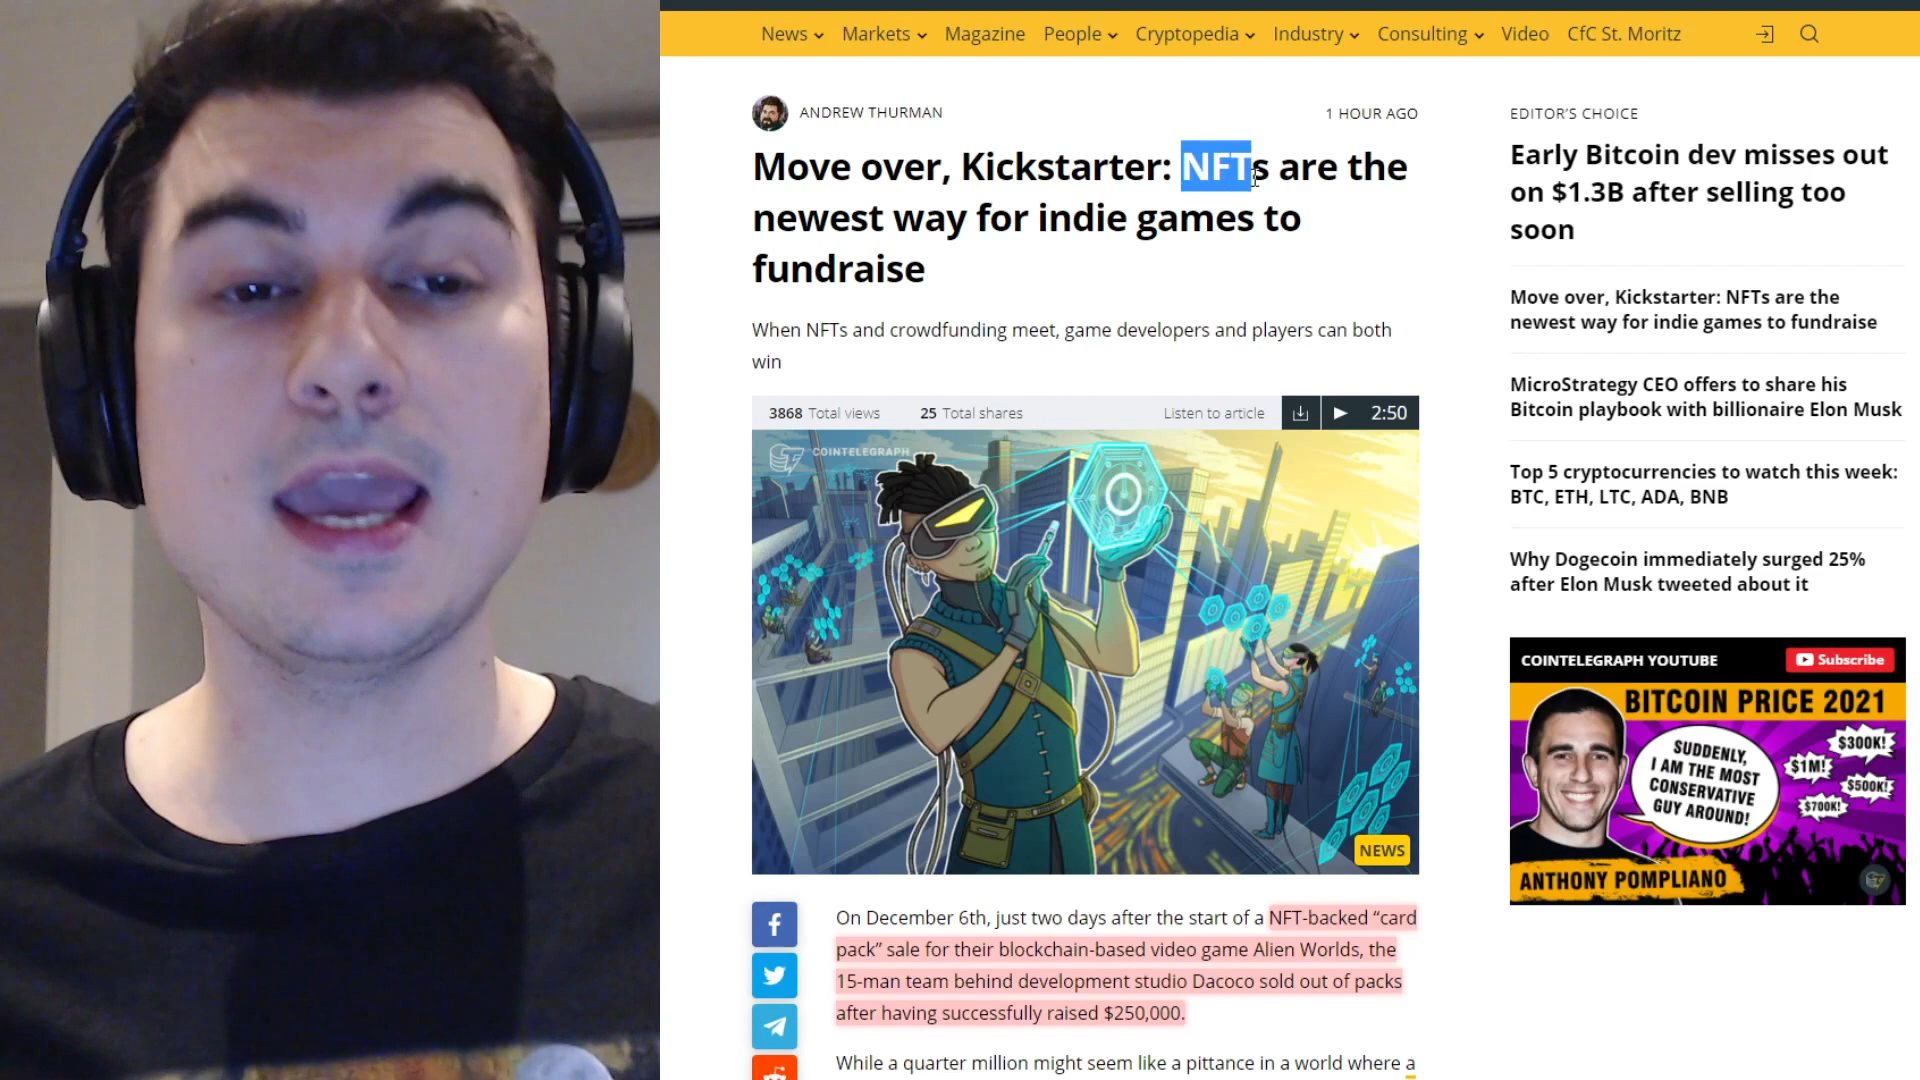 News Markets Magazine People Cryptopedia Industry Consulting Video CfC St. Moritz
ANDREW THURMAN
1 HOUR AGO
Move over, Kickstarter: NFTs are the
newest way for indie games to
fundraise
When NFTs and crowdfunding meet, game developers and players can both
win
3868 Total views 25 Total shares Listen to article 2:50
COINTELEGRAPH
NEWS
On December 6th, just two days after the start of a NFT-backed “card
pack” sale for their blockchain-based video game Alien Worlds, the
15-man team behind development studio Dacoco sold out of packs
after having successfully raised $250,000.
While a quarter million might seem like a pittance in a world where a
EDITOR’S CHOICE
Early Bitcoin dev misses out
on $1.3B after selling too
soon
Move over, Kickstarter: NFTs are the
newest way for indie games to fundraise
MicroStrategy CEO offers to share his
Bitcoin playbook with billionaire Elon Musk
Top 5 cryptocurrencies to watch this week:
BTC, ETH, LTC, ADA, BNB
Why Dogecoin immediately surged 25%
after Elon Musk tweeted about it
COINTELEGRAPH YOUTUBE
Subscribe
BITCOIN PRICE 2021
SUDDENLY,
I AM THE MOST
CONSERVATIVE
GUY AROUND!
$300K!
$1M!
$500K!
$700K!
ANTHONY POMPLIANO